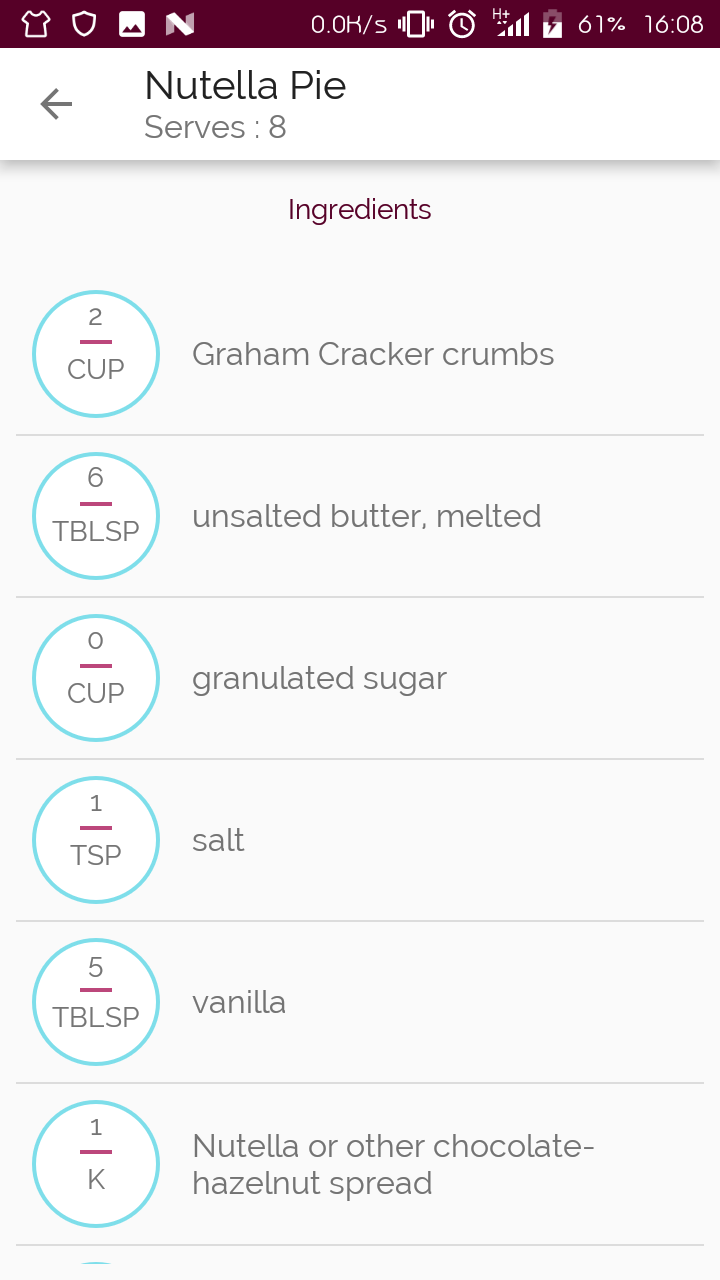 0.0K/s H+ 61% 16:08
Nutella Pie
Serves : 8
Ingredients
2
CUP
Graham Cracker crumbs
6
TBLSP
unsalted butter, melted
0
CUP
granulated sugar
1
TSP
salt
5
TBLSP
vanilla
1
K
Nutella or other chocolate-
hazelnut spread